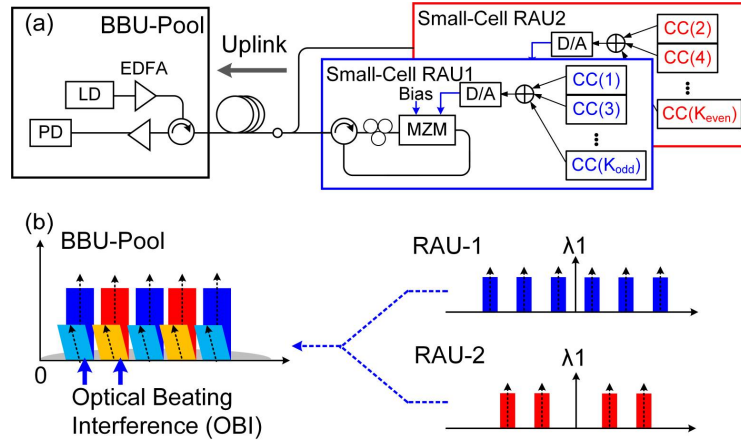 (a)
BBU-Pool
EDFA
LD
PD
Uplink
Small-Cell RAU2
D/A
CC(2)
CC(4)
CC(Keven)
Small-Cell RAU1
Bias
D/A
MZM
CC(1)
CC(3)
CC(Kodd)
(b)
BBU-Pool
0
Optical Beating
Interference (OBI)
RAU-1
λ1
RAU-2
λ1